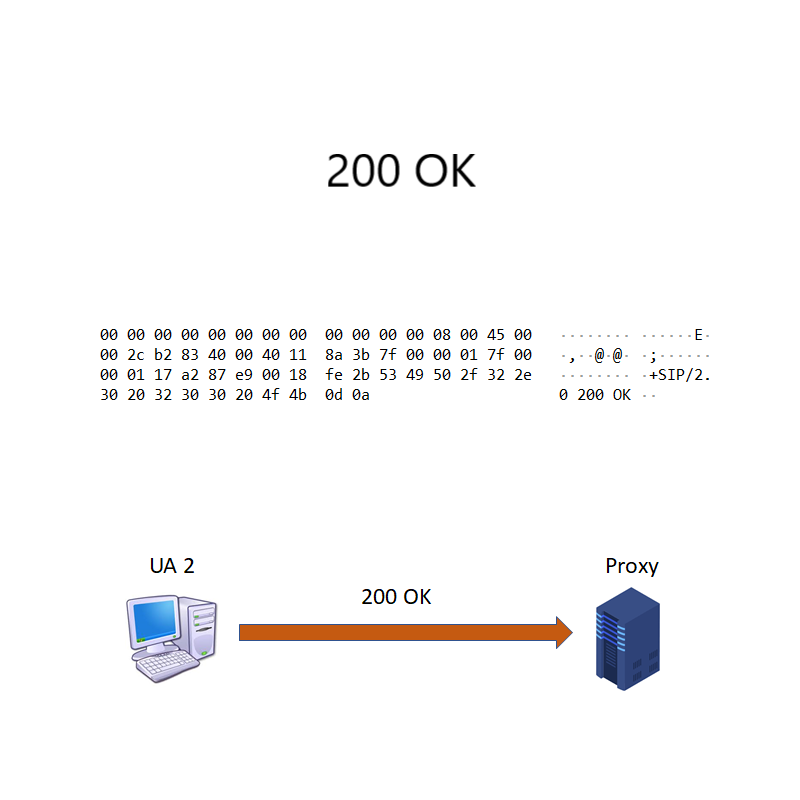 200 OK
00 00 00 00 00 00 00 00  00 00 00 00 08 00 45 00   ········ ······E·
00 2c b2 83 40 00 40 11  8a 3b 7f 00 00 01 7f 00   ·,··@·@· ·;······
00 01 17 a2 87 e9 00 18  fe 2b 53 49 50 2f 32 2e   ········ ·+SIP/2.
30 20 32 30 30 20 4f 4b  0d 0a                     0 200 OK ··
UA 2
Proxy
200 OK